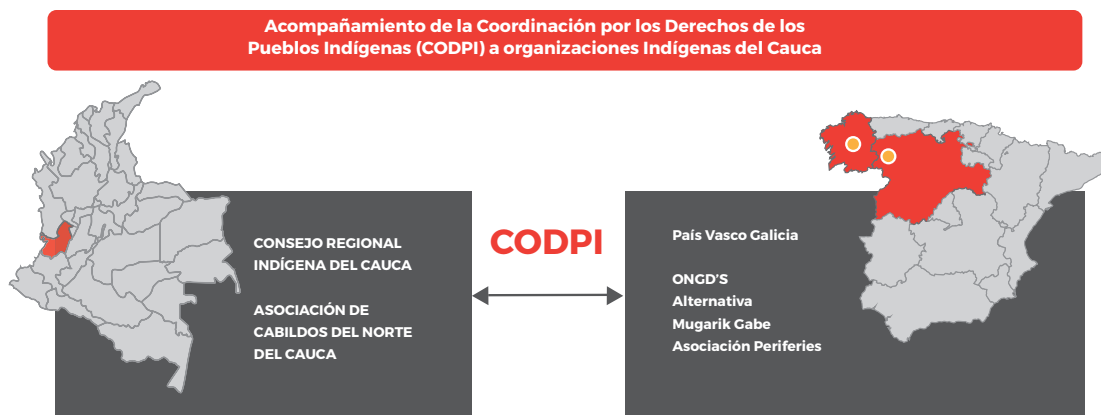 Acompañamiento de la Coordinación por los Derechos de los
Pueblos Indígenas (CODPI) a organizaciones Indígenas del Cauca
CONSEJO REGIONAL
INDÍGENA DEL CAUCA
ASOCIACIÓN DE
CABILDOS DEL NORTE
DEL CAUCA
CODPI
País Vasco Galicia
ONGD'S
Alternativa
Mugarik Gabe
Asociación Periferies